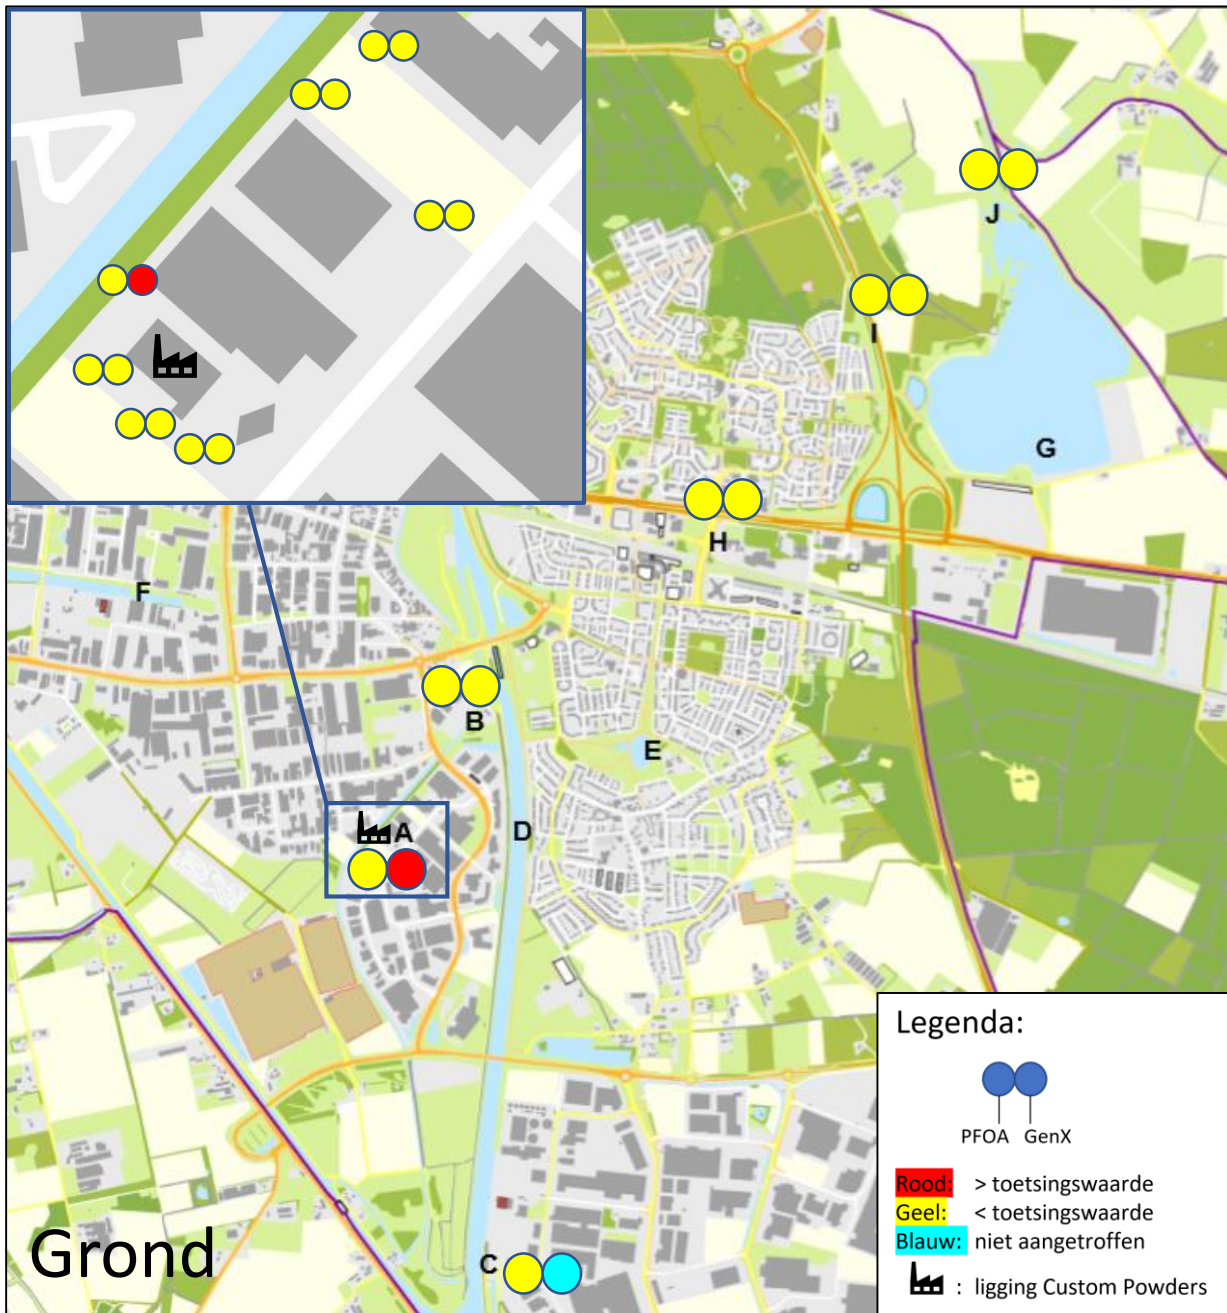 J
I
G
H
F
B
E
A
D
C
Grond
Legenda:
PFOA GenX
Rood: > toetsingswaarde
Geel: < toetsingswaarde
Blauw: niet aangetroffen
: ligging Custom Powders